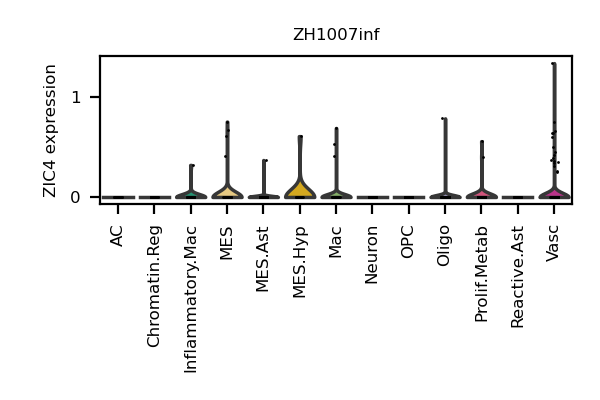 ZH1007inf
ZIC4 expression
1
0
AC
Chromatin.Reg
Inflammatory.Mac
MES
MES.Ast
MES.Hyp
Mac
Neuron
OPC
Oligo
Prolif.Metab
Reactive.Ast
Vasc